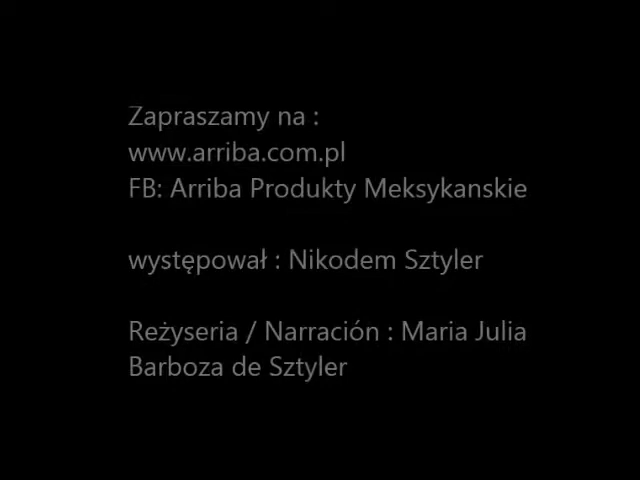 Zapraszamy na :
www.arriba.com.pl
FB: Arriba Produkty Meksykanskie
występował : Nikodem Sztyler
Reżyseria / Narración : Maria Julia
Barboza de Sztyler